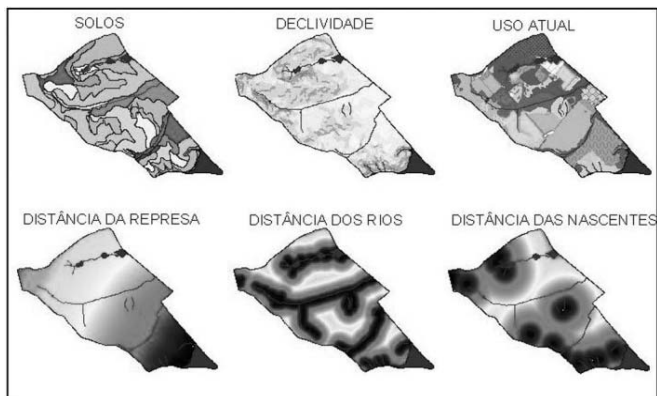 SOLOS
DECLIVIDADE
USO ATUAL
DISTÂNCIA DA REPRESA
DISTÂNCIA DOS RIOS
DISTÂNCIA DAS NASCENTES